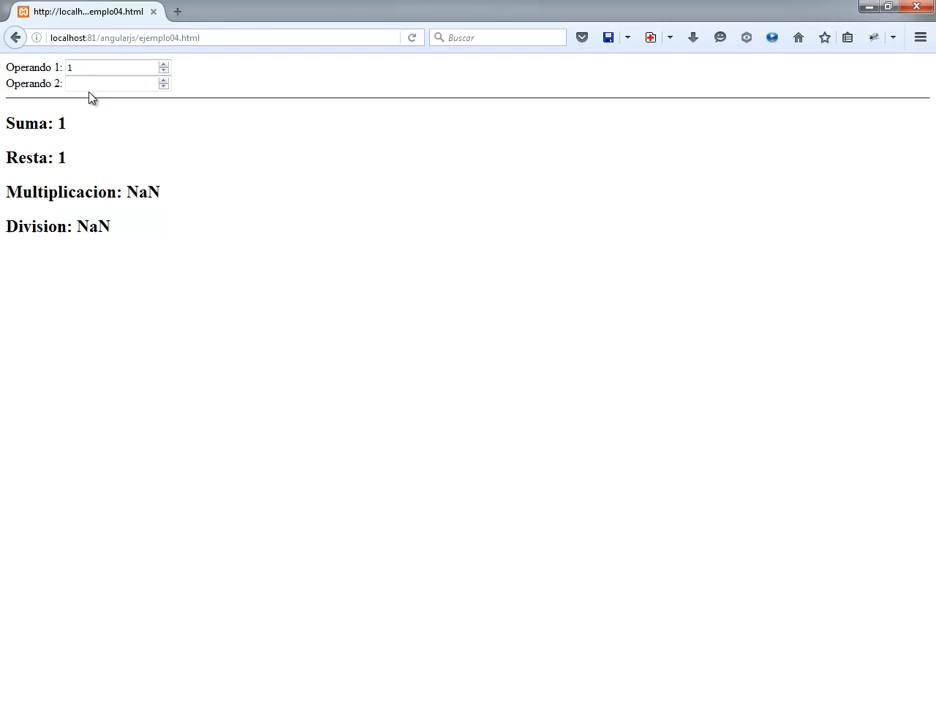 http://localh...emplo04.html
localhost:81/angularjs/ejemplo04.html
Buscar
Operando 1: 1
Operando 2:
Suma: 1
Resta: 1
Multiplicacion: NaN
Division: NaN